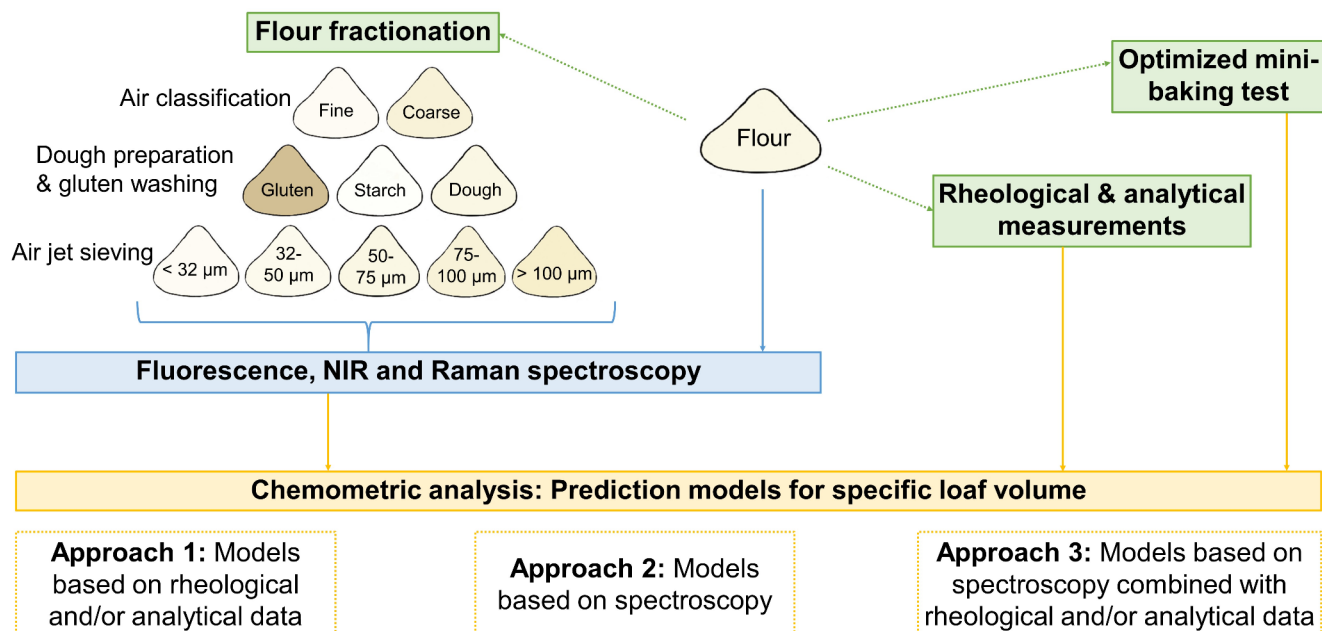 Flour fractionation
Air classification
Fine
Coarse
Dough preparation
& gluten washing
Gluten
Starch
Dough
Air jet sieving
< 32 µm
32-
50 µm
50-
75 µm
75-
100 µm
> 100 µm
Flour
Optimized mini-
baking test
Rheological & analytical
measurements
Fluorescence, NIR and Raman spectroscopy
Chemometric analysis: Prediction models for specific loaf volume
Approach 1: Models
based on rheological
and/or analytical data
Approach 2: Models
based on spectroscopy
Approach 3: Models based on
spectroscopy combined with
rheological and/or analytical data